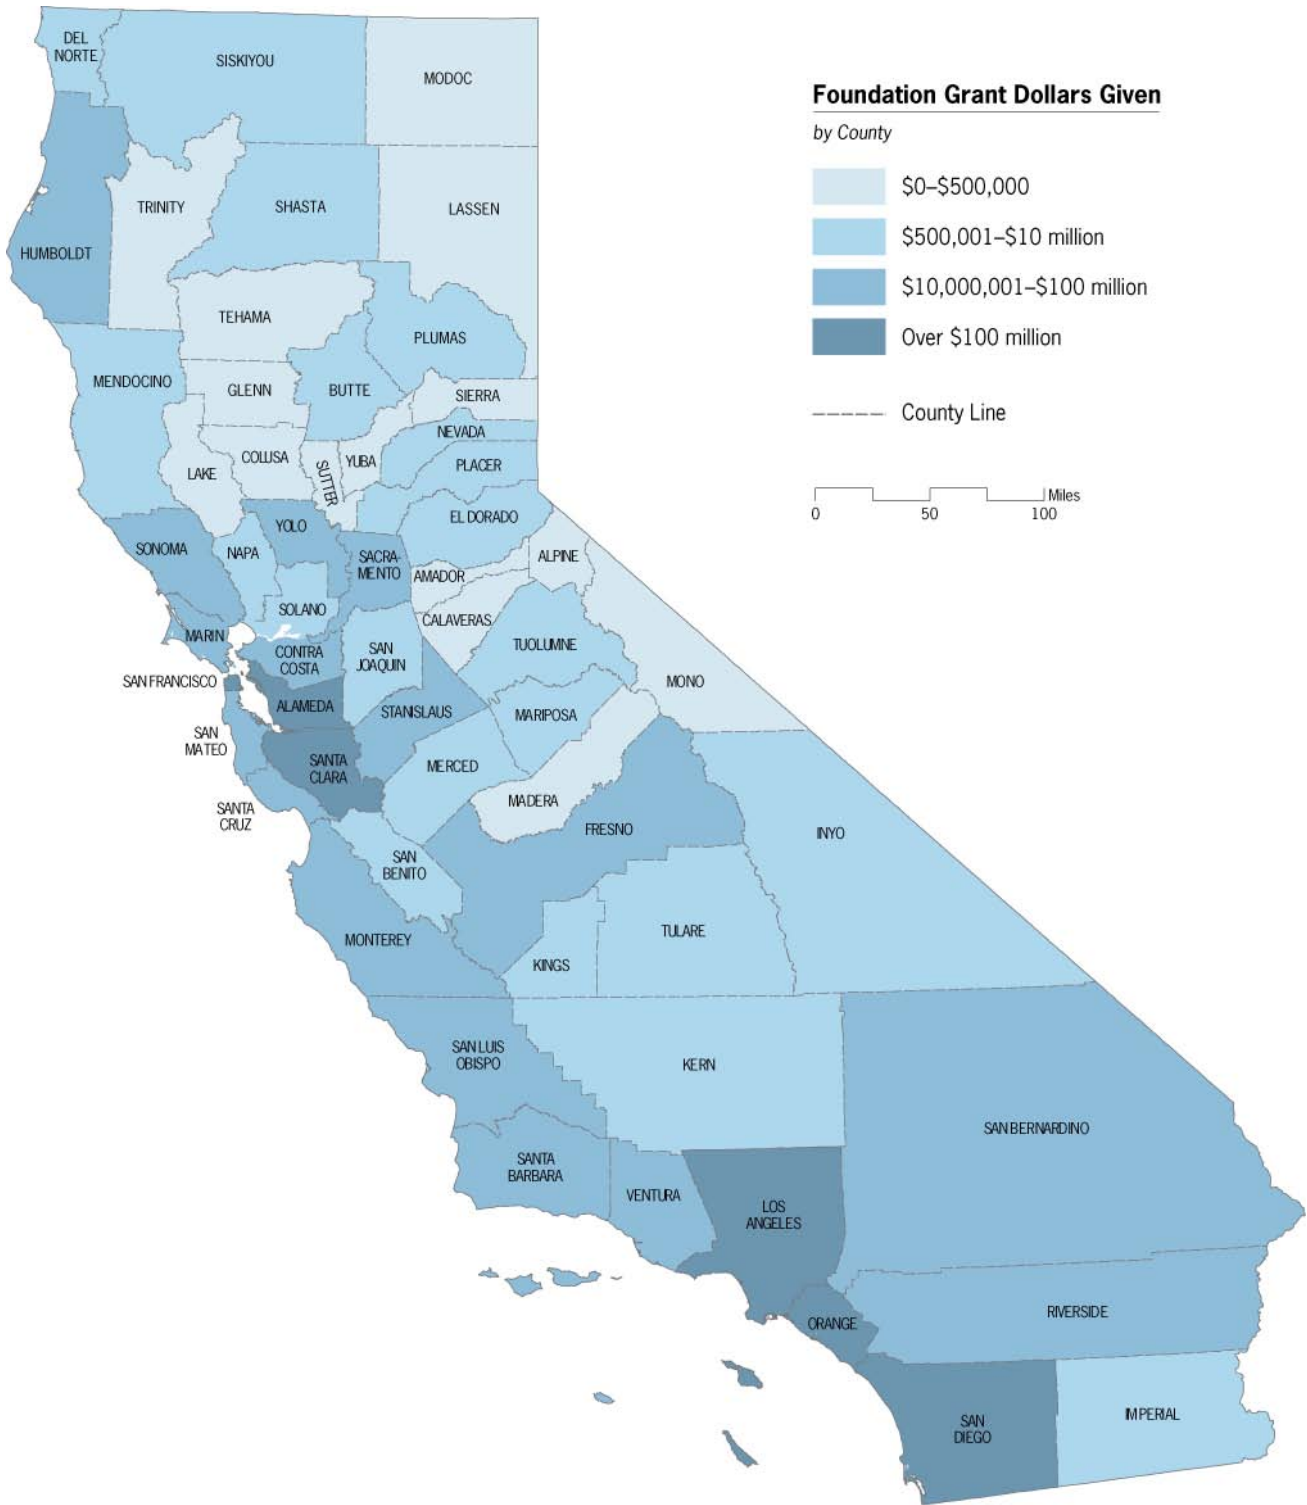 DEL
NORTE
SISKIYOU
MODOC
Foundation Grant Dollars Given
by County
$0–$500,000
$500,001–$10 million
$10,000,001–$100 million
Over $100 million
County Line
Miles
0
50
100
TRINITY
SHASTA
LASSEN
HUMBOLDT
TEHAMA
PLUMAS
MENDOCINO
GLENN
BUTTE
SIERRA
NEVADA
COLUSA
SUTTER
YUBA
PLACER
LAKE
EL DORADO
YOLO
SONOMA
NAPA
SACRA-
MENTO
ALPINE
AMADOR
SOLANO
CALAVERAS
MARIN
CONTRA
COSTA
SAN
JOAQUIN
TUOLUMNE
SAN FRANCISCO
MONO
ALAMEDA
STANISLAUS
MARIPOSA
SAN
MATEO
SANTA
CLARA
MERCED
SANTA
CRUZ
MADERA
FRESNO
INYO
SAN
BENITO
TULARE
MONTEREY
KINGS
SAN LUIS
OBISPO
KERN
SAN BERNARDINO
SANTA
BARBARA
VENTURA
LOS
ANGELES
RIVERSIDE
ORANGE
SAN
DIEGO
IMPERIAL